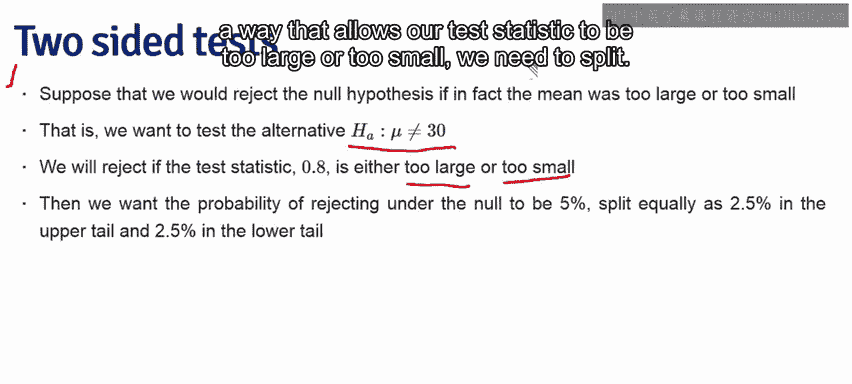 a way that allows our test statistic to be
too large or too small, we need to split.
Two sided tests
· Suppose that we would reject the null hypothesis if in fact the mean was too large or too small
· That is, we want to test the alternative Hₐ : μ ≠ 30
· We will reject if the test statistic, 0.8, is either too large or too small
· Then we want the probability of rejecting under the null to be 5%, split equally as 2.5% in the
upper tail and 2.5% in the lower tail